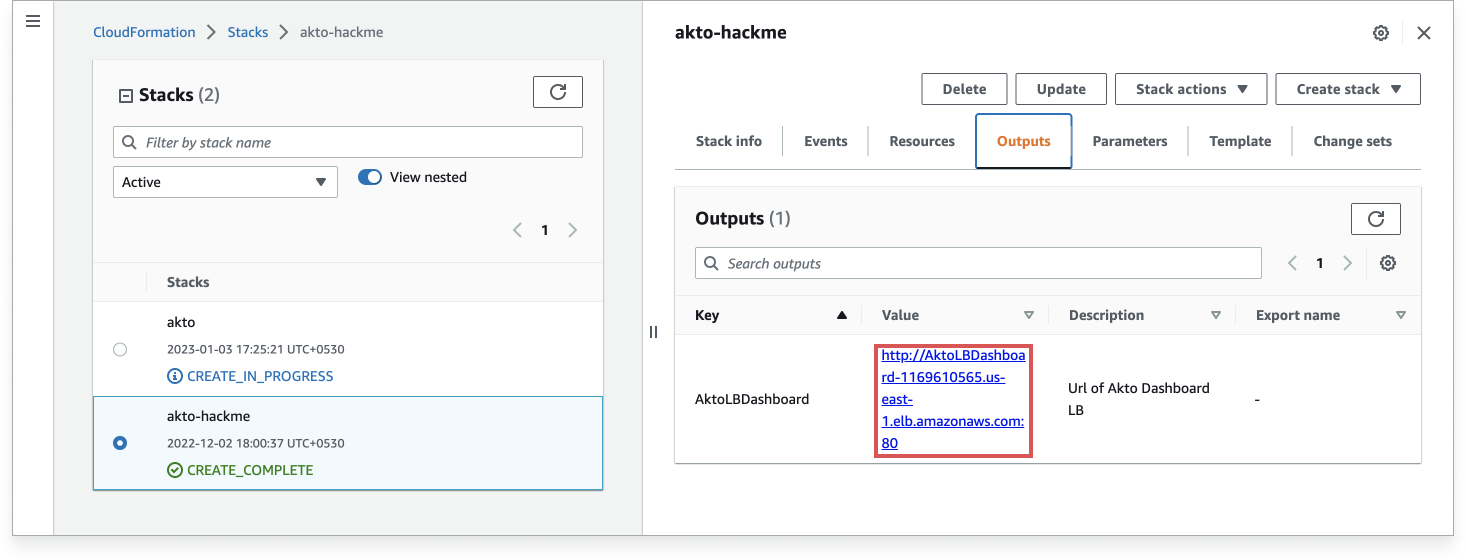 CloudFormation > Stacks > akto-hackme
Stacks (2)
Filter by stack name
Active
View nested
1
Stacks
akto
2023-01-03 17:25:21 UTC+0530
CREATE_IN_PROGRESS
akto-hackme
2022-12-02 18:00:37 UTC+0530
CREATE_COMPLETE
akto-hackme
Delete Update Stack actions Create stack
Stack info Events Resources Outputs Parameters Template Change sets
Outputs (1)
Search outputs
1
Key Value Description Export name
AktoLBDashboard
http://AktoLBDashboa
rd-1169610565.us-
east-
1.elb.amazonaws.com:
80
Url of Akto Dashboard
LB
-